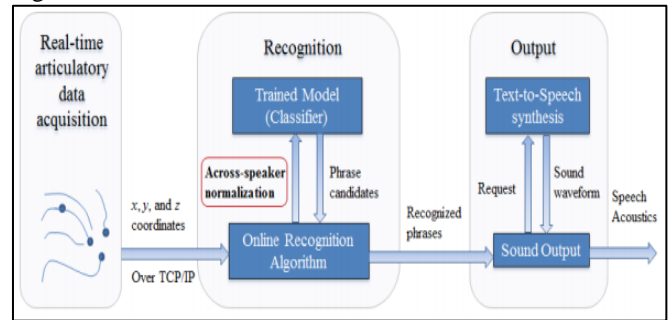 Real-time
articulatory
data
acquisition
x, y, and z
coordinates
Over TCP/IP
Recognition
Trained Model
(Classifier)
Across-speaker
normalization
Phrase
candidates
Online Recognition
Algorithm
Recognized
phrases
Output
Text-to-Speech
synthesis
Request
Sound
waveform
Sound Output
Speech
Acoustics